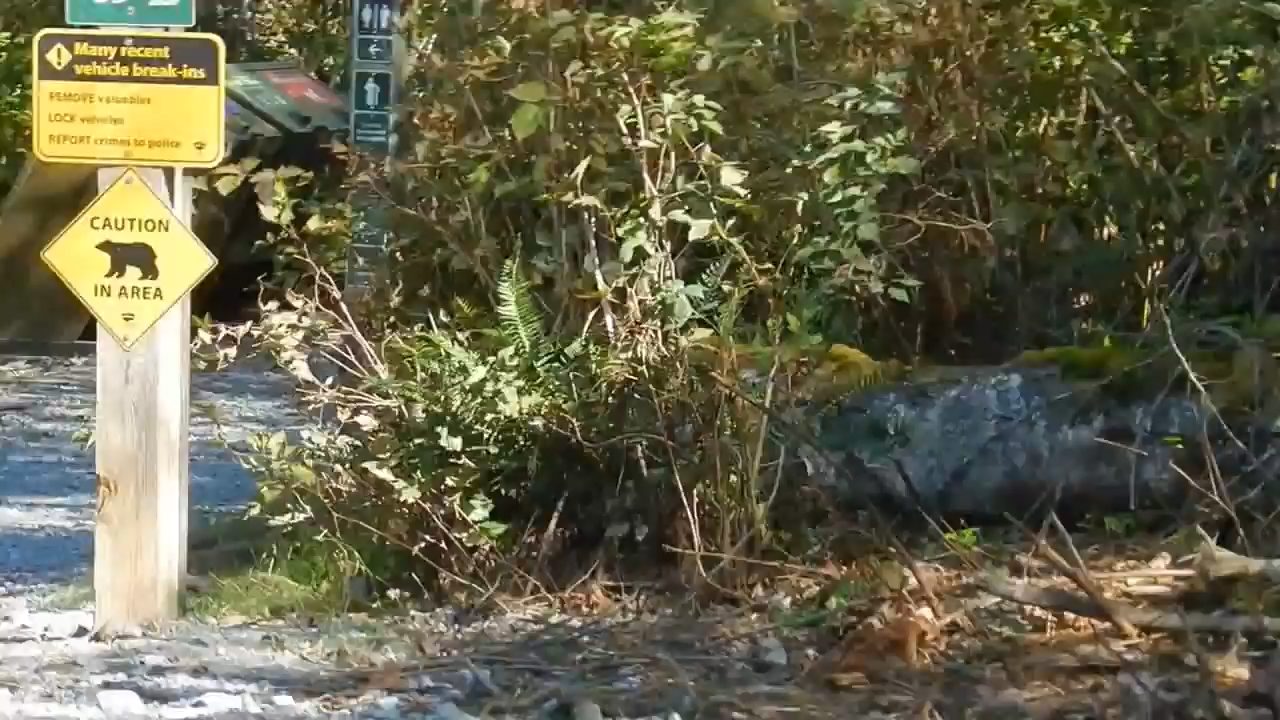 Many recent
vehicle break-ins
REMOVE valuables
LOCK vehicles
REPORT crimes to police
CAUTION
IN AREA